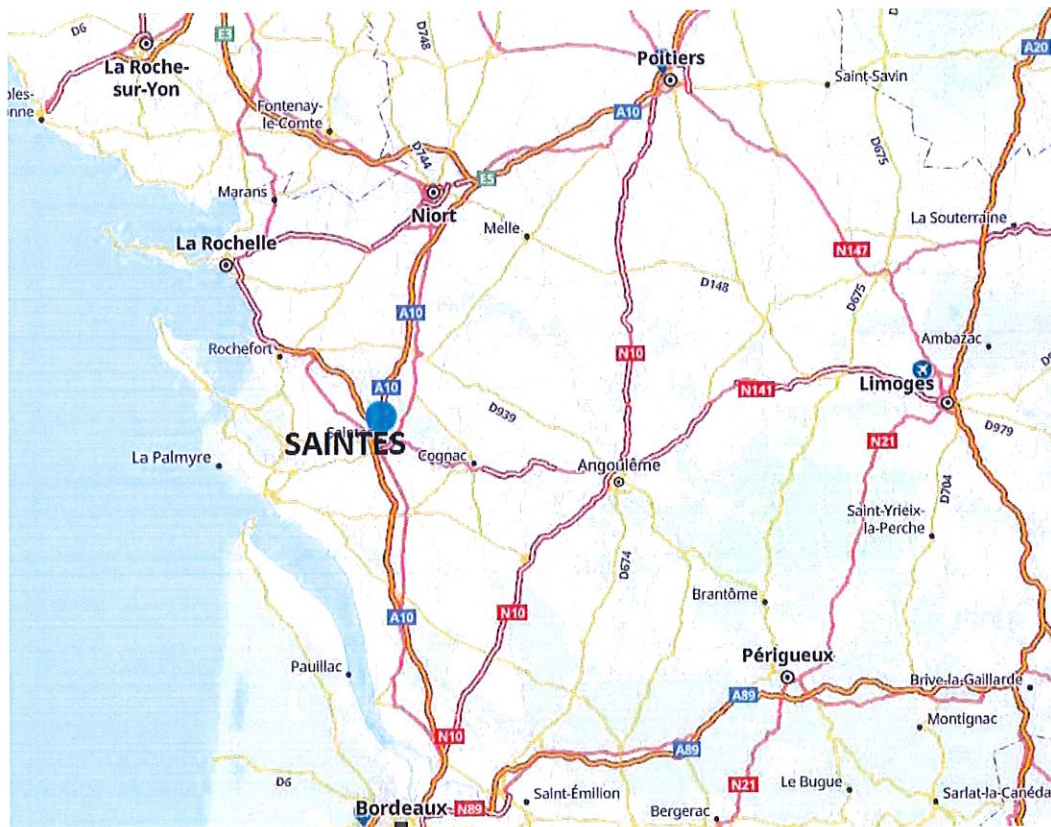 D6
E3
D748
A20
La Roche-
sur-Yon
Poitiers
Saint-Savin
Fontenay-
le-Comte
A10
D744
D675
E5
Marans
Niort
La Souterraine
Melle
La Rochelle
N147
D148
D675
A10
Rochefort
N10
Ambazac
A10
Limoges
N141
D939
D979
SAINTES
N21
La Palmyre
Cognac
Angoulême
D704
Saint-Yrieix-
la-Perche
D674
Brantôme
A10
N10
Périgueux
Pauillac
A89
Brive-la-Gaillarde
Montignac
N10
A89
D6
N21
Le Bugue
Bordeaux
N89
Saint-Émilion
Bergerac
Sarlat-la-Canéda